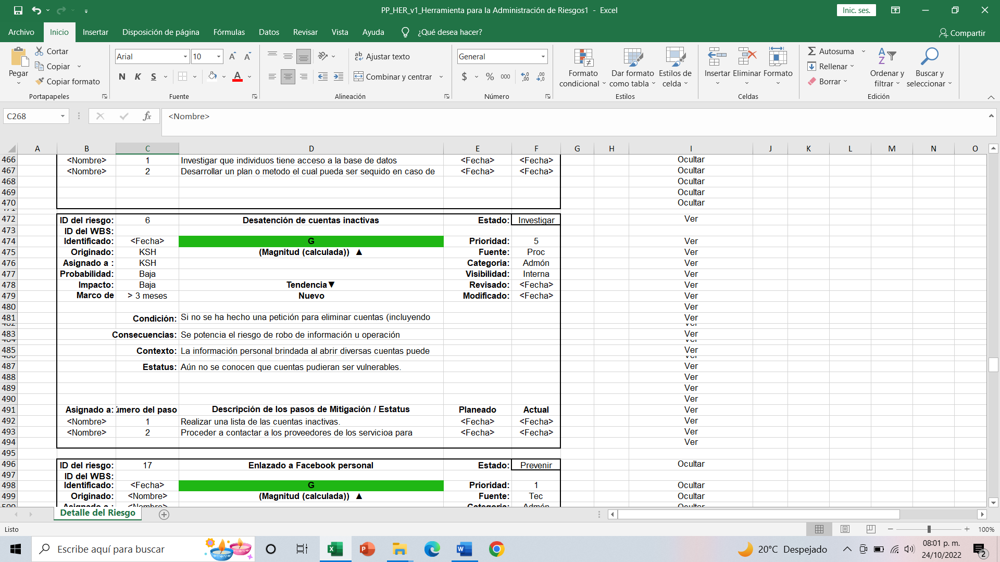 PP_HER_v1_Herramienta para la Administración de Riesgos1 - Excel
Inic. ses.
Archivo Inicio Insertar Disposición de página Fórmulas Datos Revisar Vista Ayuda ¿Qué desea hacer? Compartir
Pegar Cortar Copiar Copiar formato Portapapeles
Arial 10 N K S A A A Fuente
Ajustar texto Combinar y centrar Alineación
General $ % 000 Número
Formato condicional Dar formato como tabla Estilos de celda Estilos
Insertar Eliminar Formato Celdas
Autosuma Rellenar Borrar Ordenar y filtrar Buscar y seleccionar Edición
C268 fx <Nombre>
A B C D E F G H I J K L M N O
466 <Nombre> 1 Investigar que individuos tiene acceso a la base de datos <Fecha> <Fecha> Ocultar
467 <Nombre> 2 Desarrollar un plan o metodo el cual pueda ser sequido en caso de <Fecha> <Fecha> Ocultar
468 Ocultar
469 Ocultar
470 Ocultar
472 ID del riesgo: 6 Desatención de cuentas inactivas Estado: Investigar Ver
473 ID del WBS:
474 Identificado: <Fecha> G Prioridad: 5 Ver
475 Originado: KSH (Magnitud (calculada)) ▲ Fuente: Proc Ver
476 Asignado a : KSH Categoria: Admón Ver
477 Probabilidad: Baja Visibilidad: Interna Ver
478 Impacto: Baja Tendencia▼ Revisado: <Fecha> Ver
479 Marco de > 3 meses Nuevo Modificado: <Fecha> Ver
480 Ver
481 Condición: Si no se ha hecho una petición para eliminar cuentas (incluyendo Ver
483 Consecuencias: Se potencia el riesgo de robo de información u operación Ver
485 Contexto: La información personal brindada al abrir diversas cuentas puede Ver
487 Estatus: Aún no se conocen que cuentas pudieran ser vulnerables. Ver
488 Ver
489 Ver
490 Ver
491 Asignado a: úmero del paso Descripción de los pasos de Mitigación / Estatus Planeado Actual Ver
492 <Nombre> 1 Realizar una lista de las cuentas inactivas. <Fecha> <Fecha> Ver
493 <Nombre> 2 Proceder a contactar a los proveedores de los servicioa para <Fecha> <Fecha> Ver
494 Ver
495
496 ID del riesgo: 17 Enlazado a Facebook personal Estado: Prevenir Ocultar
497 ID del WBS:
498 Identificado: <Fecha> G Prioridad: 1 Ocultar
499 Originado: <Nombre> (Magnitud (calculada)) ▲ Fuente: Tec Ocultar
500 Asignado a : <Nombre> Categoria: Admón Ocultar
Detalle del Riesgo
Listo 100%
Escribe aquí para buscar
20°C Despejado
08:01 p. m.
24/10/2022
2